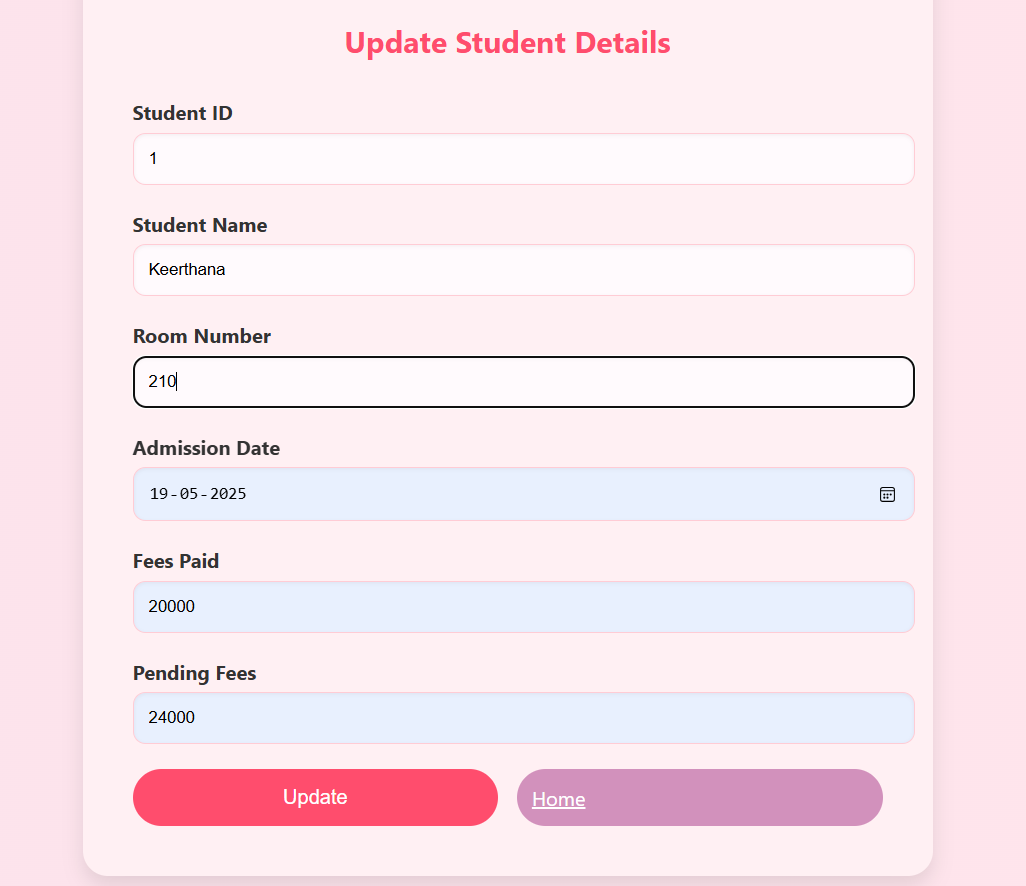 Update Student Details
Student ID
1
Student Name
Keerthana
Room Number
210
Admission Date
19-05-2025
Fees Paid
20000
Pending Fees
24000
Update
Home